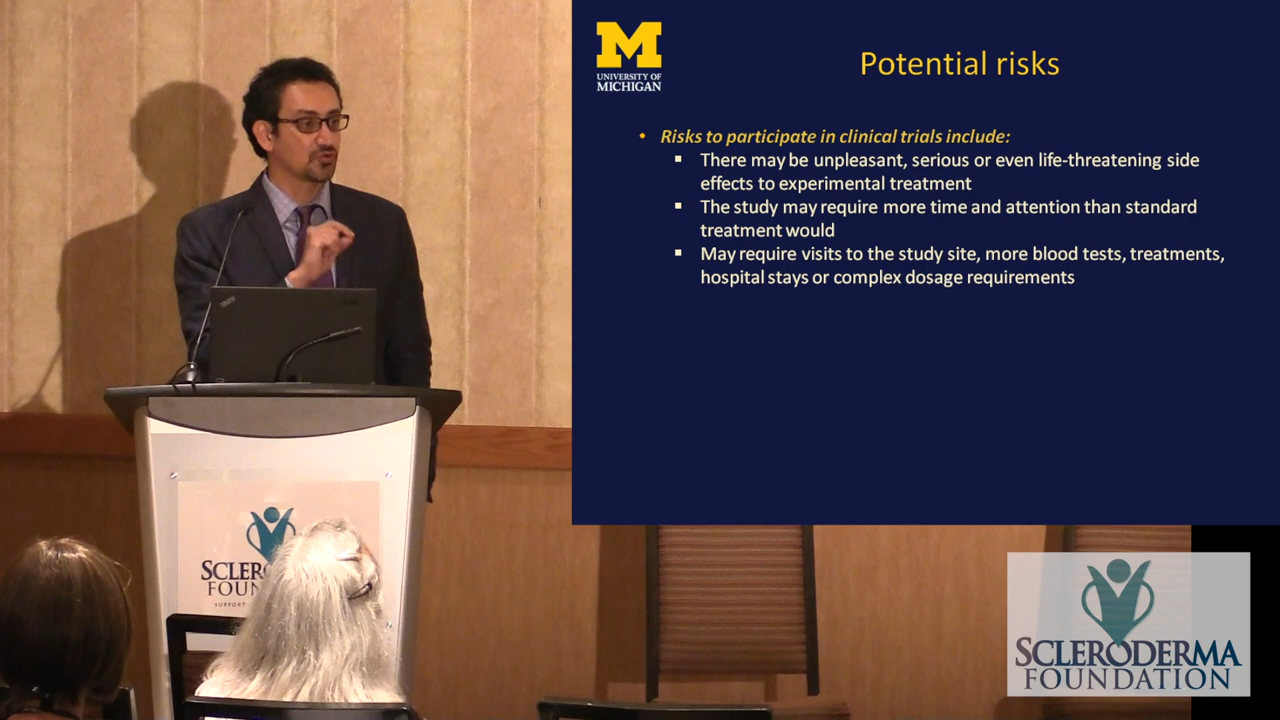 M
UNIVERSITY OF
MICHIGAN
Potential risks
• Risks to participate in clinical trials include:
▪ There may be unpleasant, serious or even life-threatening side
effects to experimental treatment
▪ The study may require more time and attention than standard
treatment would
▪ May require visits to the study site, more blood tests, treatments,
hospital stays or complex dosage requirements
SCLER
FOUN
SUPPORT
SCLERODERMA
FOUNDATION